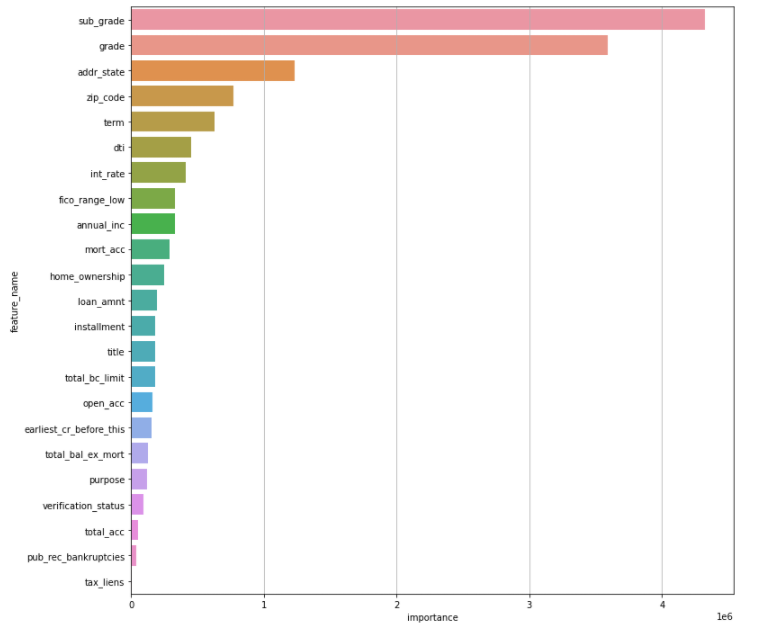 sub_grade
grade
addr_state
zip_code
term
dti
int_rate
fico_range_low
annual_inc
mort_acc
home_ownership
loan_amnt
installment
title
total_bc_limit
open_acc
earliest_cr_before_this
total_bal_ex_mort
purpose
verification_status
total_acc
pub_rec_bankruptcies
tax_liens
feature_name
0 1 2 3 4
1e6
importance